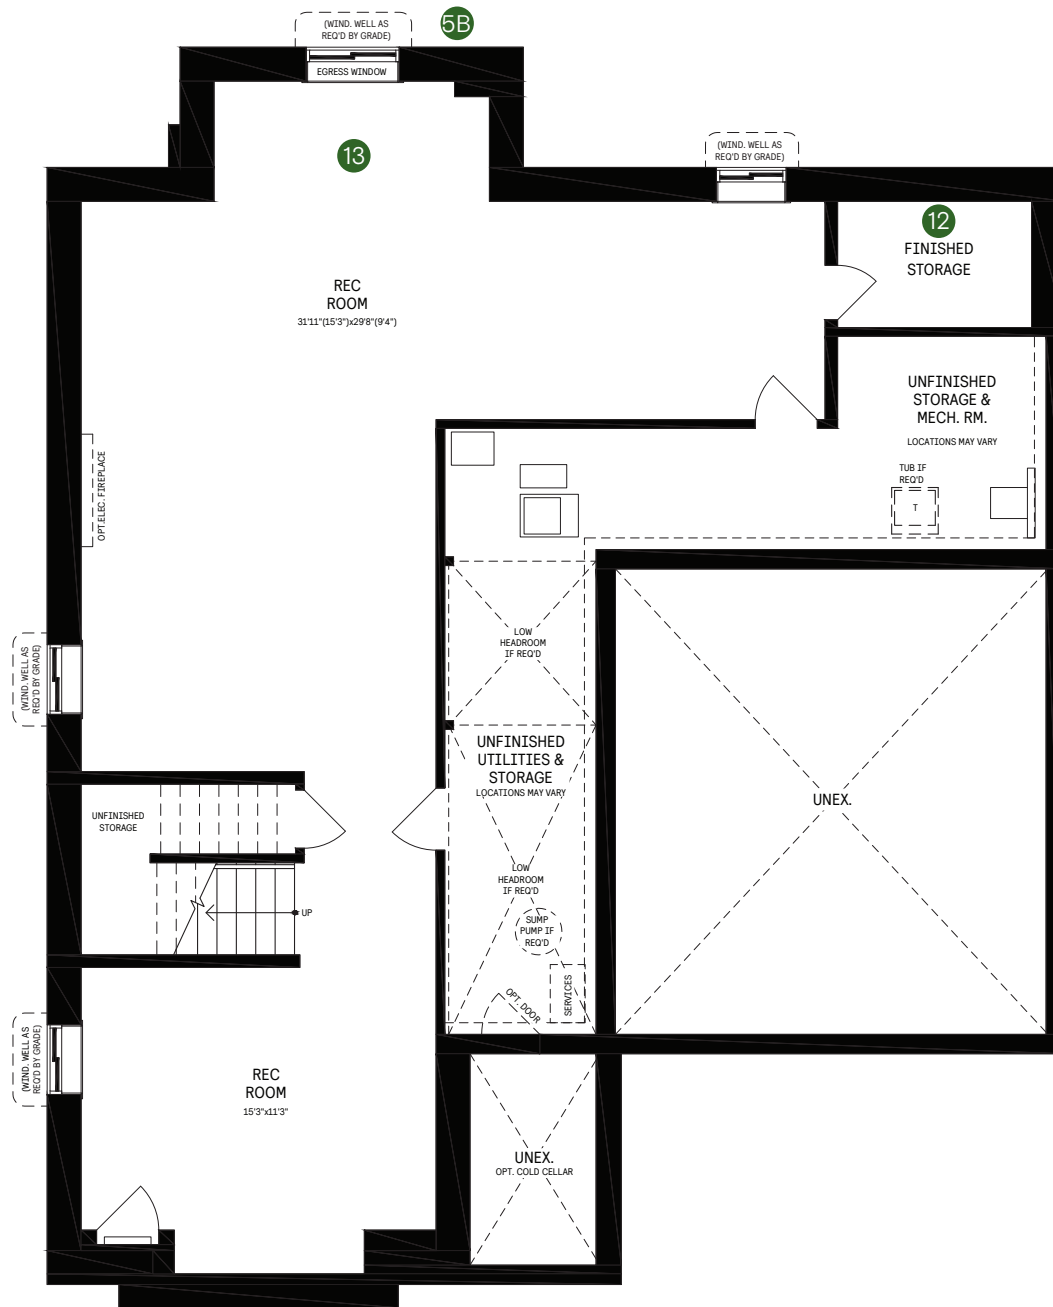 (WIND. WELL AS
REQ'D BY GRADE)
5B
EGRESS WINDOW
13
(WIND. WELL AS
REQ'D BY GRADE)
12
FINISHED
STORAGE
REC
ROOM
31'11"(15'3")x29'8"(9'4")
UNFINISHED
STORAGE &
MECH. RM.
LOCATIONS MAY VARY
TUB IF
REQ'D
T
OPT.ELEC. FIREPLACE
LOW
HEADROOM
IF REQ'D
(WIND. WELL AS
REQ'D BY GRADE)
UNFINISHED
UTILITIES &
STORAGE
LOCATIONS MAY VARY
UNEX.
UNFINISHED
STORAGE
LOW
HEADROOM
IF REQ'D
UP
SUMP
PUMP IF
REQ'D
SERVICES
OPT. DOOR
(WIND. WELL AS
REQ'D BY GRADE)
REC
ROOM
15'3"x11'3"
UNEX.
OPT. COLD CELLAR